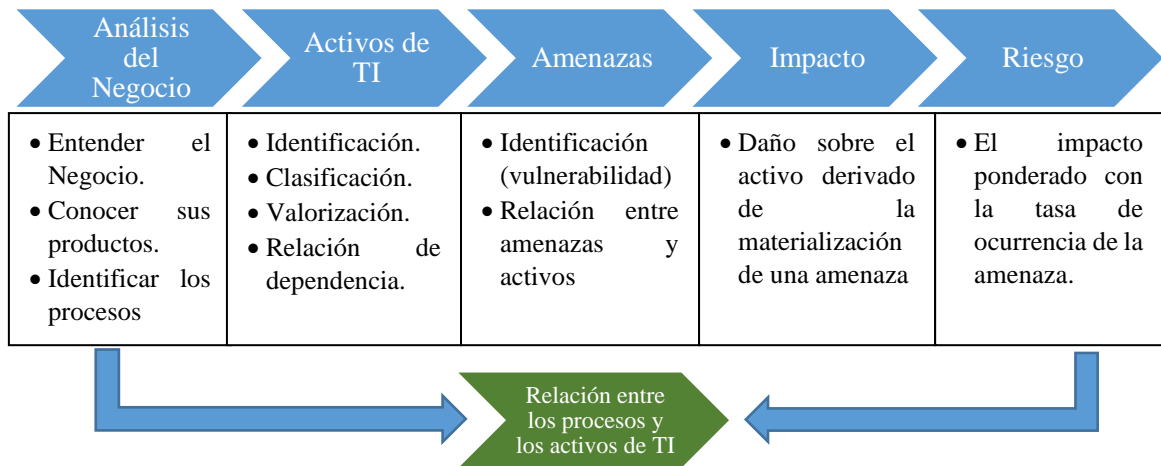 Análisis
del
Negocio
Activos de
TI
Amenazas
Impacto
Riesgo
• Entender el
Negocio.
• Conocer sus
productos.
• Identificar los
procesos
• Identificación.
• Clasificación.
• Valorización.
• Relación de
dependencia.
• Identificación
(vulnerabilidad)
• Relación entre
amenazas y
activos
• Daño sobre el
activo derivado
de la
materialización
de una amenaza
• El impacto
ponderado con
la tasa de
ocurrencia de la
amenaza.
Relación entre
los procesos y
los activos de TI